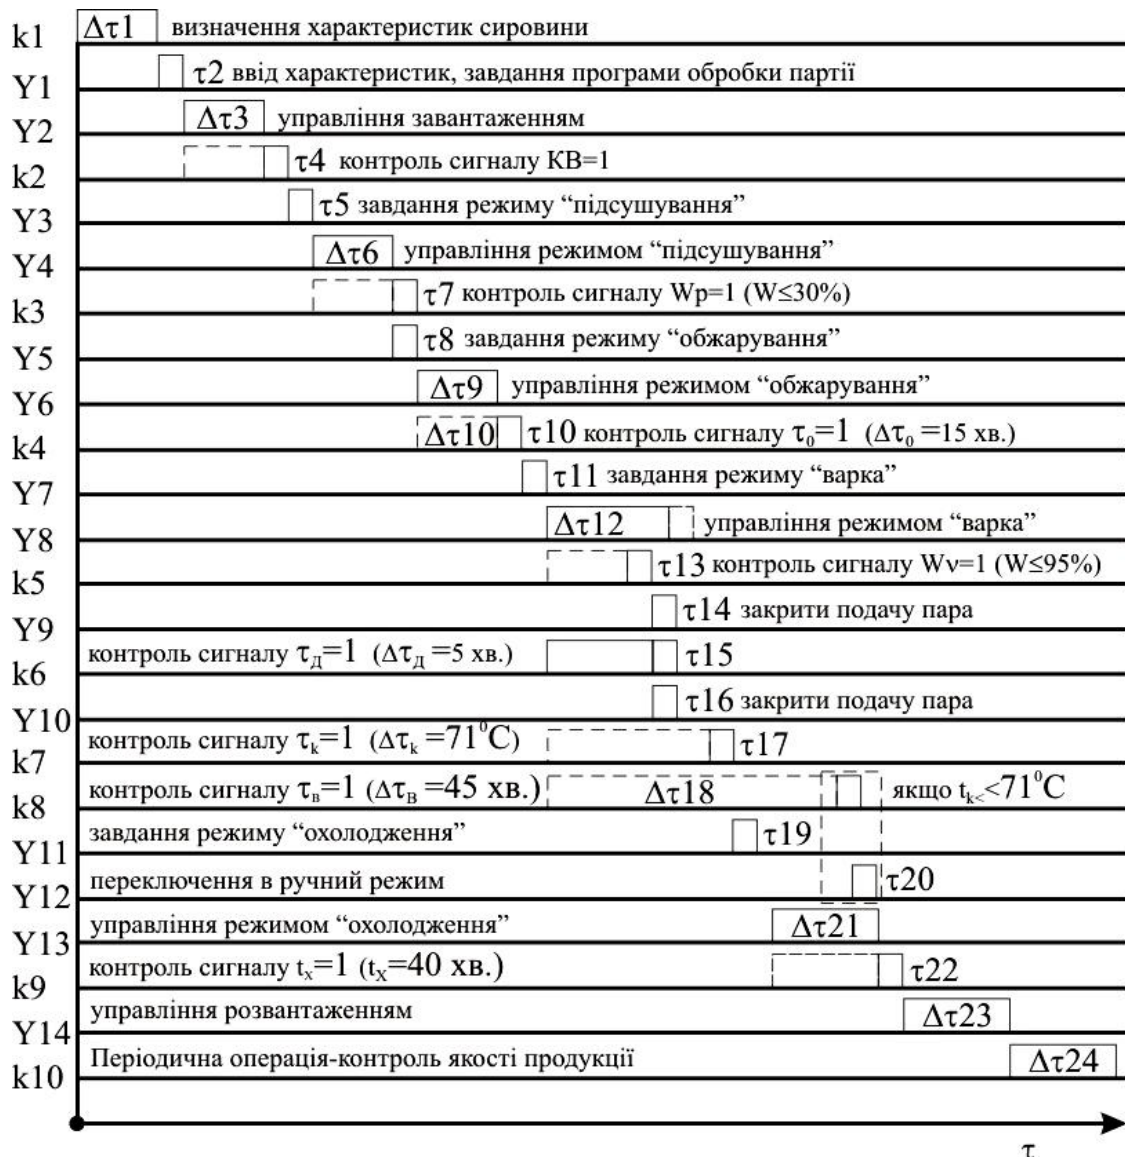 k1 Δτ1 визначення характеристик сировини
Y1 τ2 ввід характеристик, завдання програми обробки партії
Y2 Δτ3 управління завантаженням
k2 τ4 контроль сигналу КВ=1
Y3 τ5 завдання режиму “підсушування”
Y4 Δτ6 управління режимом “підсушування”
k3 τ7 контроль сигналу Wp=1 (W≤30%)
Y5 τ8 завдання режиму “обжарування”
Y6 Δτ9 управління режимом “обжарування”
k4 Δτ10 τ10 контроль сигналу τ₀=1 (Δτ₀ =15 хв.)
Y7 τ11 завдання режиму “варка”
Y8 Δτ12 управління режимом “варка”
k5 τ13 контроль сигналу Wν=1 (W≤95%)
Y9 τ14 закрити подачу пара
k6 контроль сигналу τд=1 (Δτд =5 хв.) τ15
Y10 τ16 закрити подачу пара
k7 контроль сигналу τk=1 (Δτk =71⁰C) τ17
k8 контроль сигналу τв=1 (Δτв =45 хв.) Δτ18 якщо tk<<71⁰C
Y11 завдання режиму “охолодження” τ19
Y12 переключення в ручний режим τ20
Y13 управління режимом “охолодження” Δτ21
k9 контроль сигналу tx=1 (tx=40 хв.) τ22
Y14 управління розвантаженням Δτ23
k10 Періодична операція-контроль якості продукції Δτ24
τ